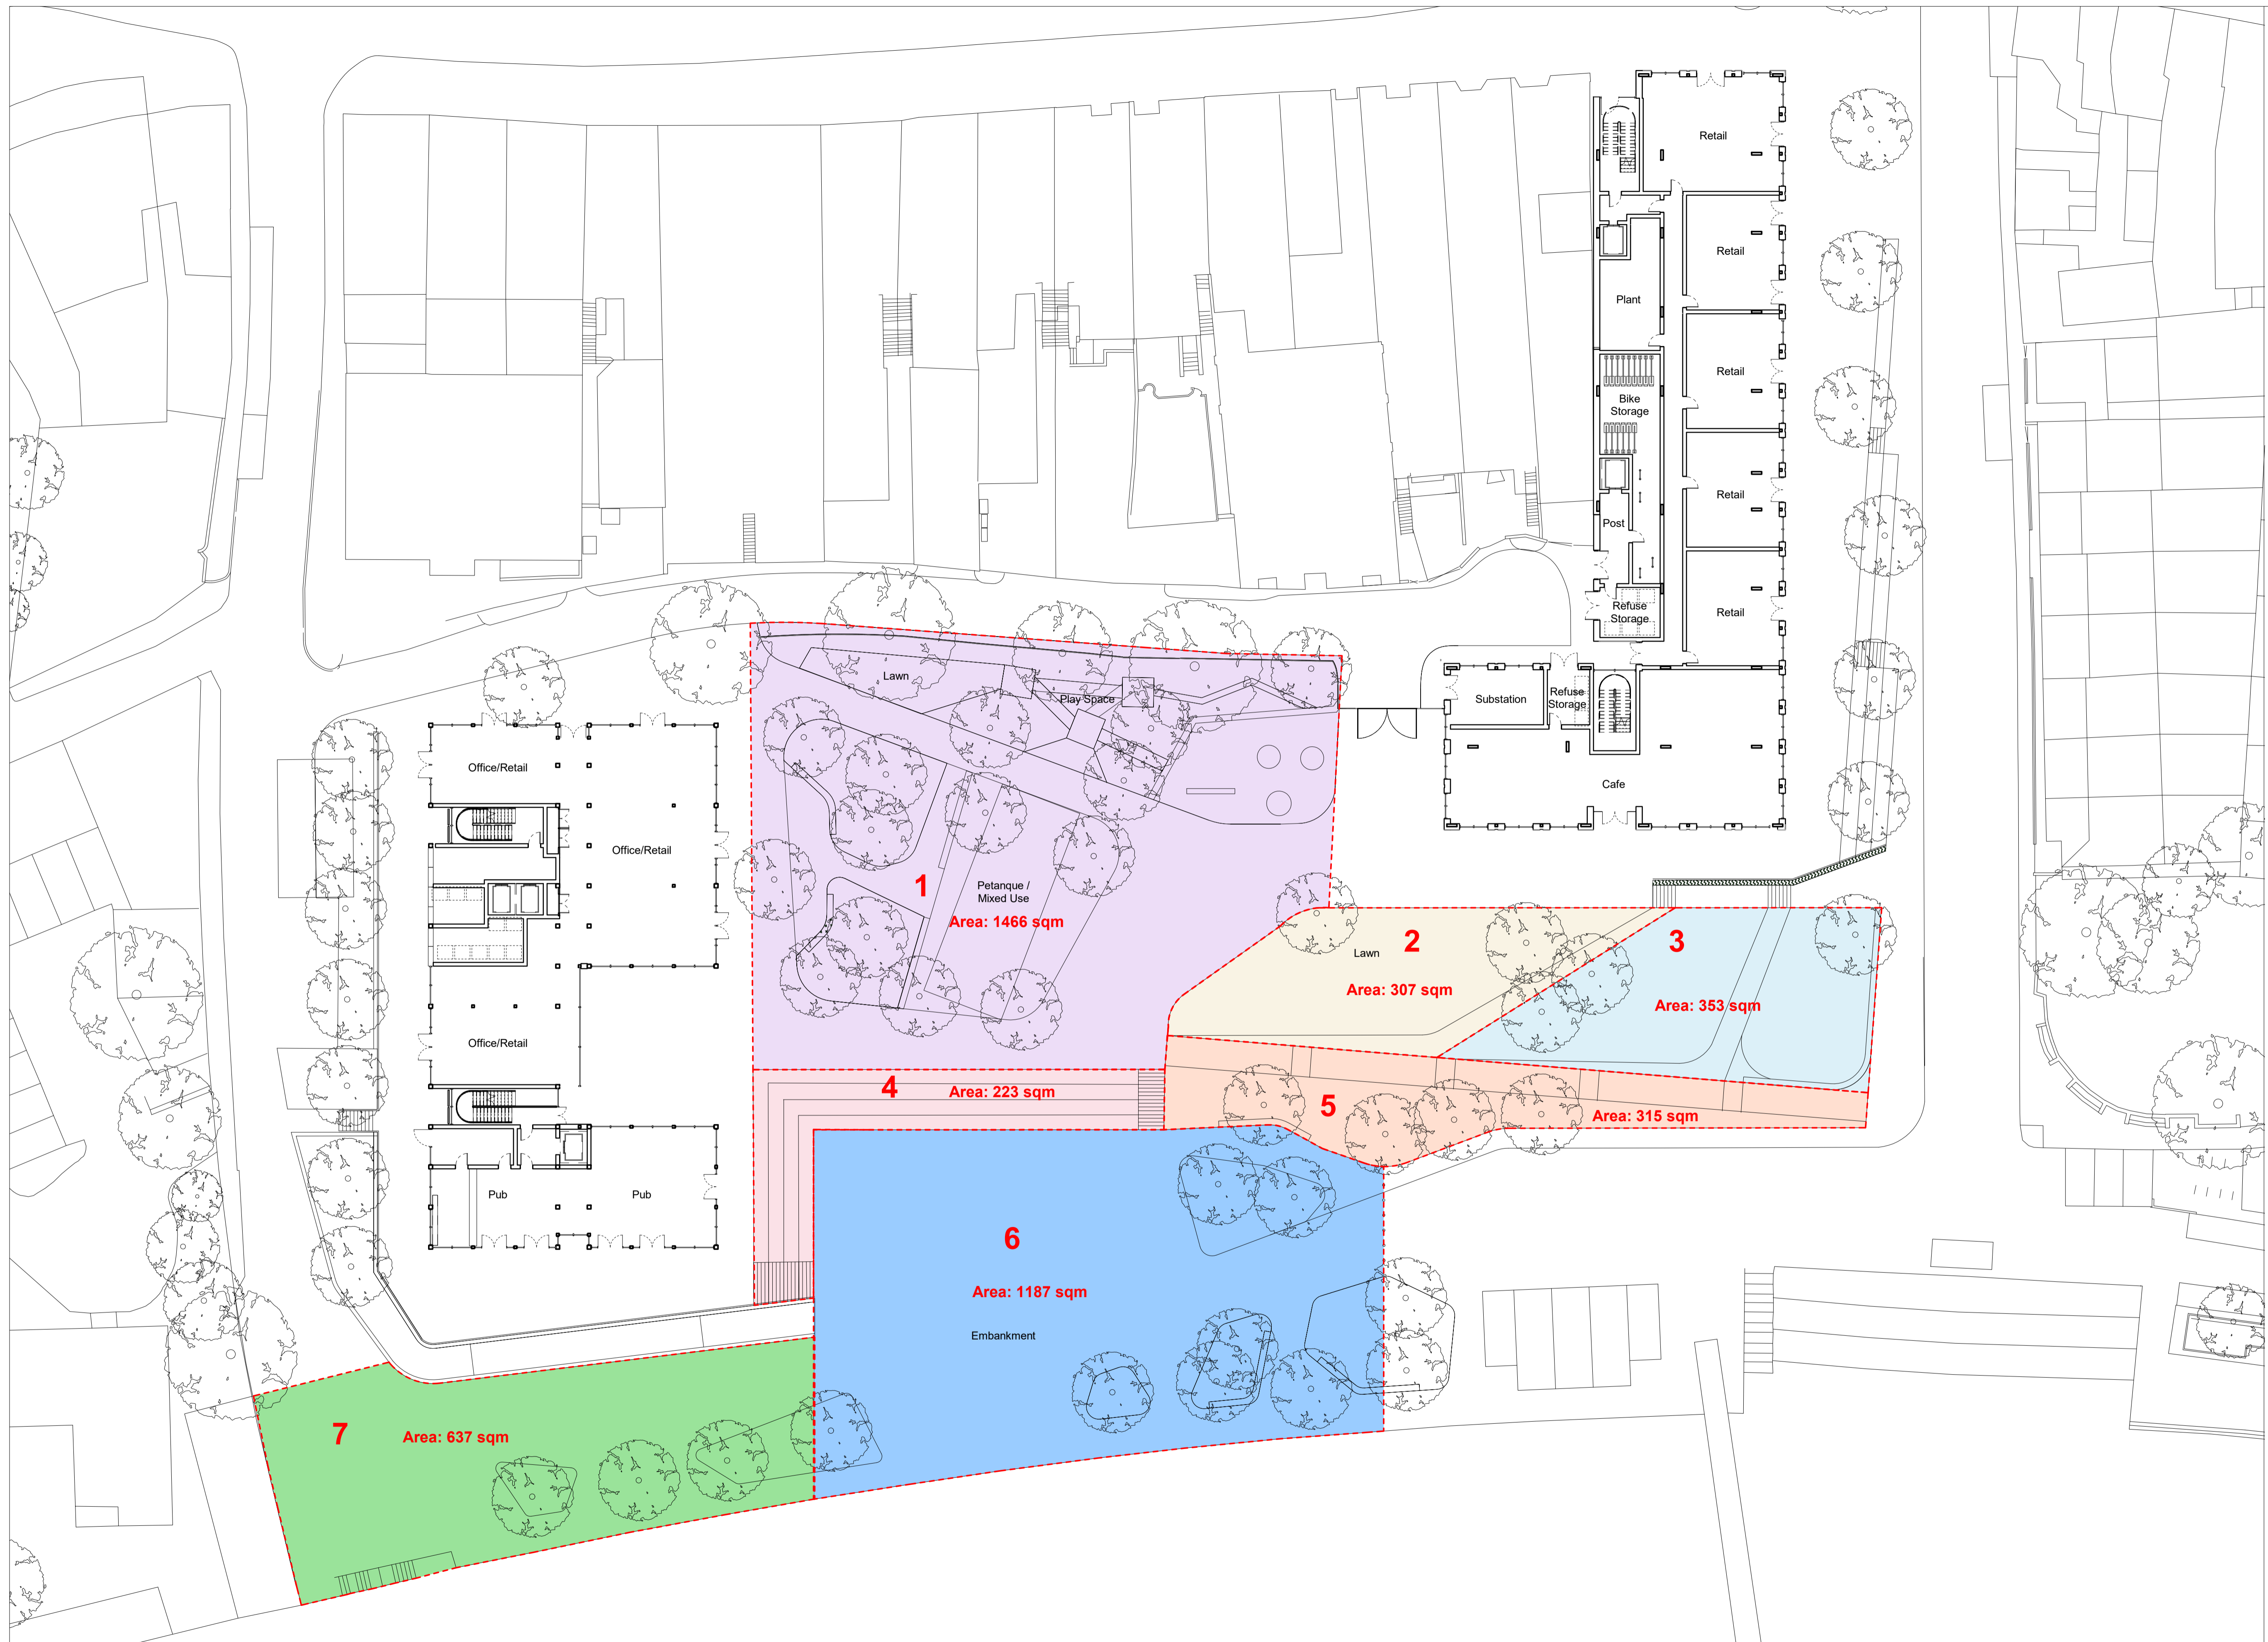 Retail
Retail
Plant
Retail
Bike
Storage
Retail
Post
Refuse
Storage
Retail
Lawn
Play Space
Substation
Refuse
Storage
Cafe
Office/Retail
Office/Retail
1
Petanque /
Mixed Use
Area: 1466 sqm
2
Lawn
Area: 307 sqm
3
Area: 353 sqm
Office/Retail
4
Area: 223 sqm
5
Area: 315 sqm
Pub
Pub
6
Area: 1187 sqm
Embankment
7
Area: 637 sqm